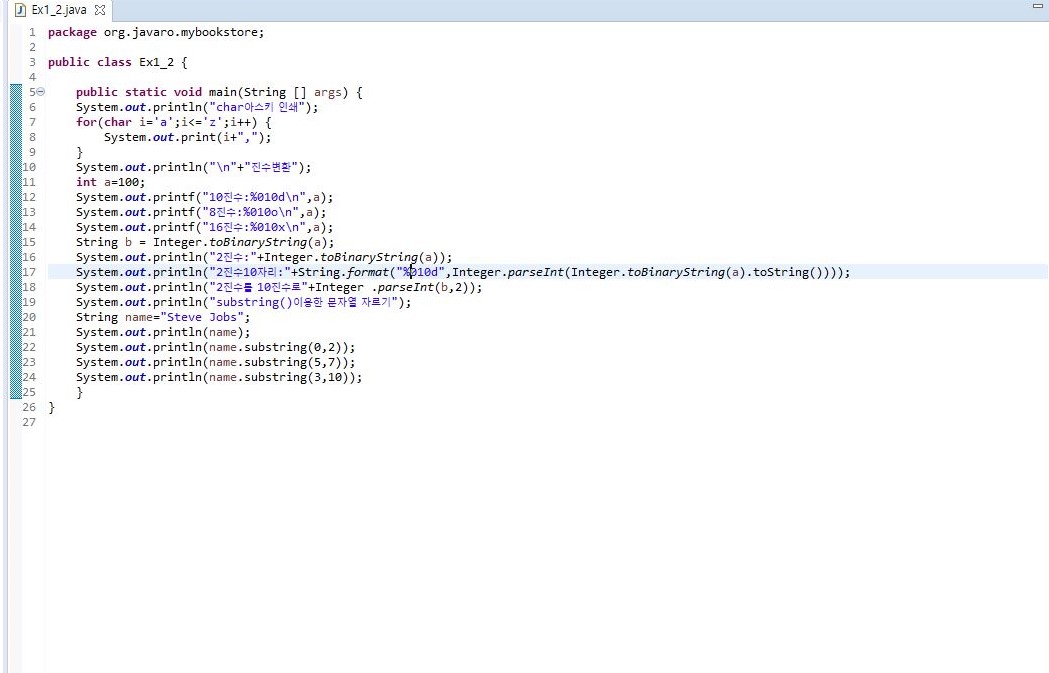 Ex1_2.java
1 package org.javaro.mybookstore;
2
3 public class Ex1_2 {
4
5 public static void main(String [] args) {
6 System.out.println("char아스키 인쇄");
7 for(char i='a';i<='z';i++) {
8 System.out.print(i+",");
9 }
10 System.out.println("\n"+"진수변환");
11 int a=100;
12 System.out.printf("10진수:%010d\n",a);
13 System.out.printf("8진수:%010o\n",a);
14 System.out.printf("16진수:%010x\n",a);
15 String b = Integer.toBinaryString(a);
16 System.out.println("2진수:"+Integer.toBinaryString(a));
17 System.out.println("2진수10자리:"+String.format("%010d",Integer.parseInt(Integer.toBinaryString(a).toString())));
18 System.out.println("2진수를 10진수로"+Integer .parseInt(b,2));
19 System.out.println("substring()이용한 문자열 자르기");
20 String name="Steve Jobs";
21 System.out.println(name);
22 System.out.println(name.substring(0,2));
23 System.out.println(name.substring(5,7));
24 System.out.println(name.substring(3,10));
25 }
26 }
27